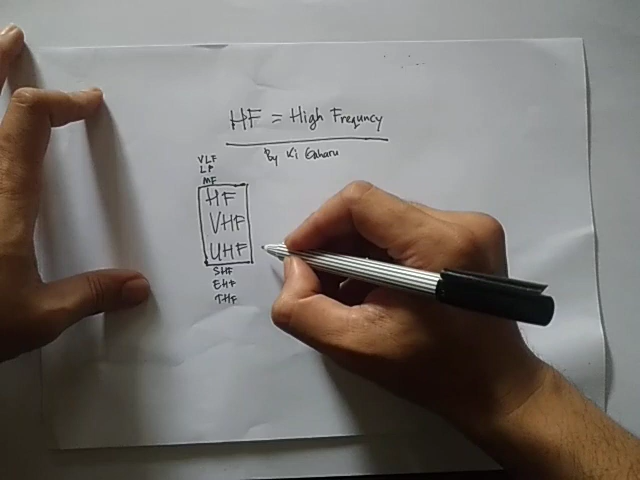 HF = High Frequncy
By Ki Gaharu
VLF
LF
MF
HF
VHF
UHF
SHF
EHF
THF